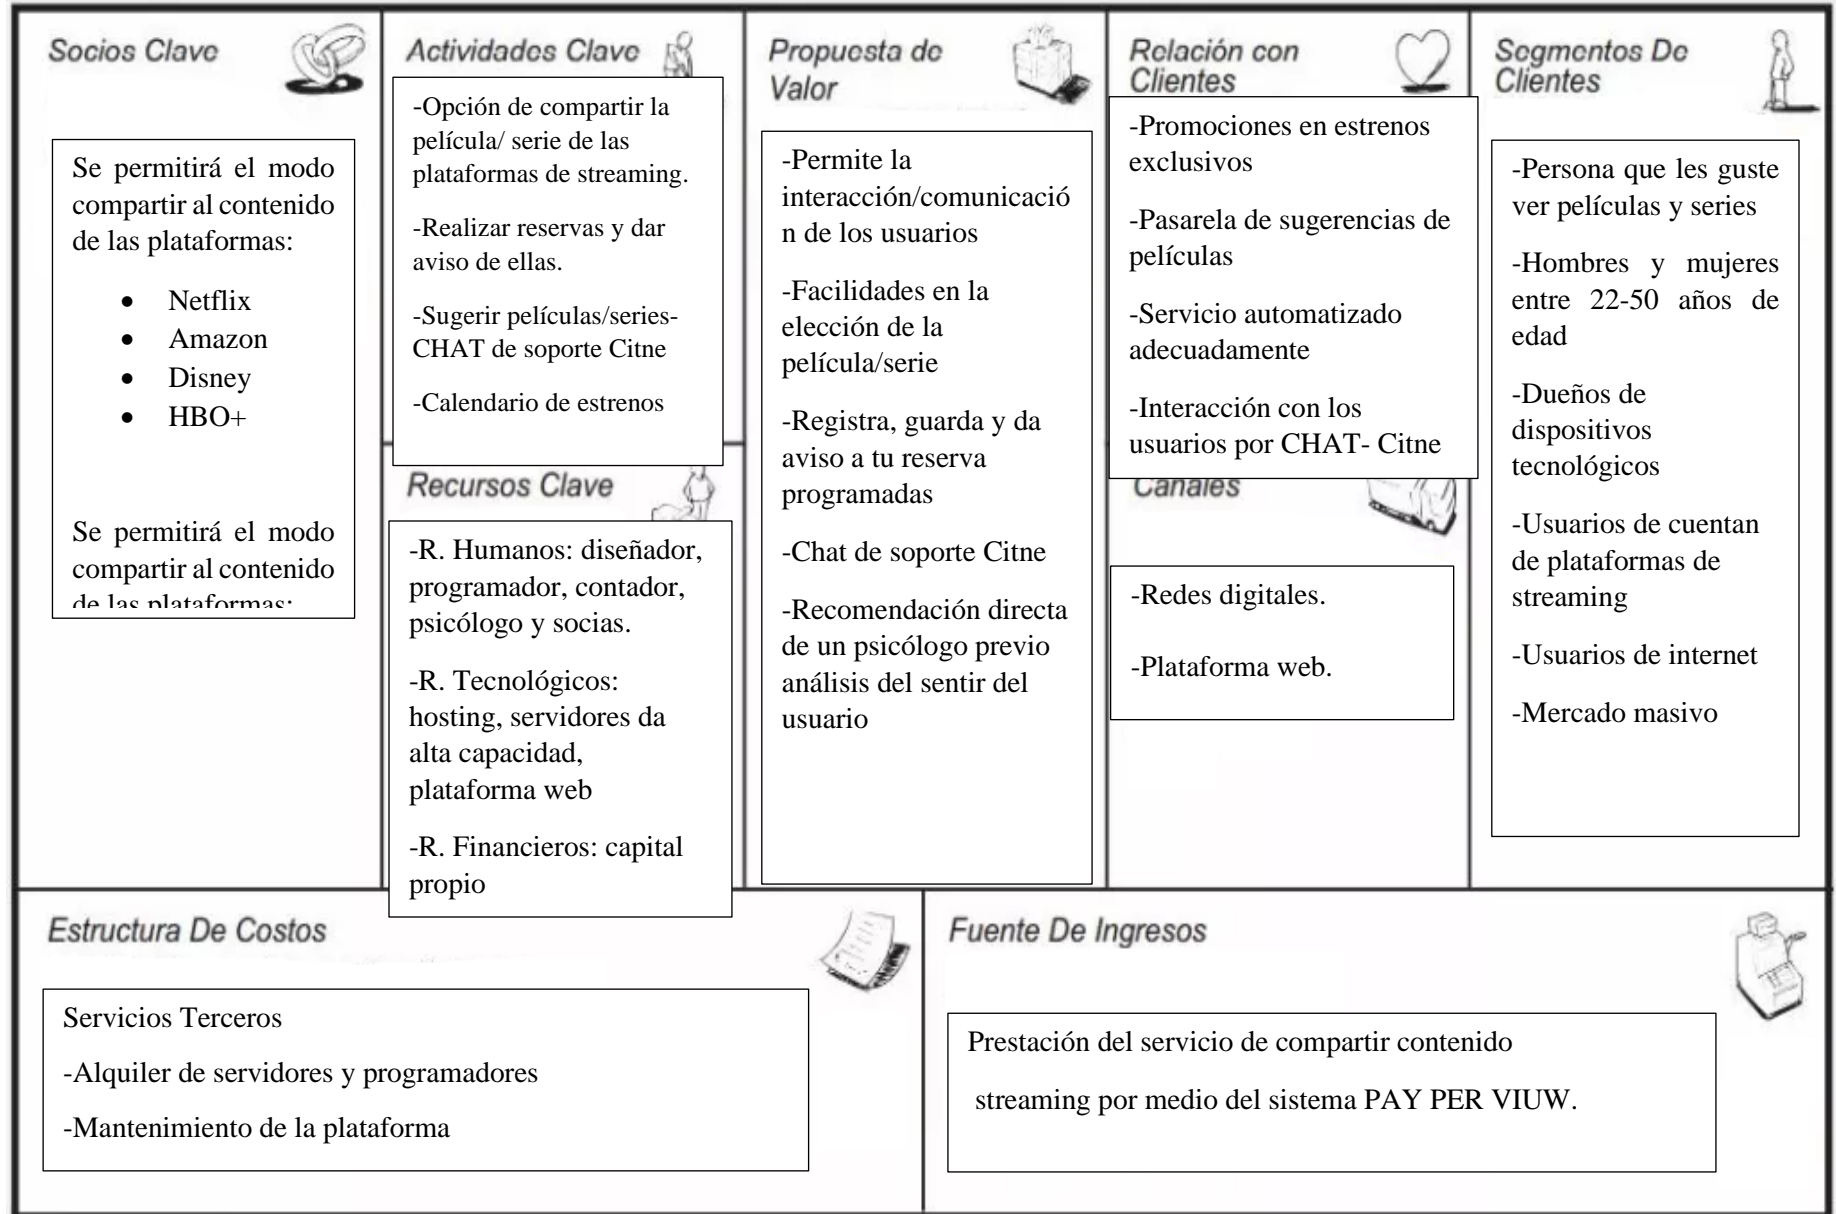 Socios Clave
Se permitirá el modo
compartir al contenido
de las plataformas:
• Netflix
• Amazon
• Disney
• HBO+
Se permitirá el modo
compartir al contenido
de las plataformas:
Actividades Clave
-Opción de compartir la
película/ serie de las
plataformas de streaming.
-Realizar reservas y dar
aviso de ellas.
-Sugerir películas/series-
CHAT de soporte Citne
-Calendario de estrenos
Recursos Clave
-R. Humanos: diseñador,
programador, contador,
psicólogo y socias.
-R. Tecnológicos:
hosting, servidores da
alta capacidad,
plataforma web
-R. Financieros: capital
propio
Propuesta de
Valor
-Permite la
interacción/comunicació
n de los usuarios
-Facilidades en la
elección de la
película/serie
-Registra, guarda y da
aviso a tu reserva
programadas
-Chat de soporte Citne
-Recomendación directa
de un psicólogo previo
análisis del sentir del
usuario
Relación con
Clientes
-Promociones en estrenos
exclusivos
-Pasarela de sugerencias de
películas
-Servicio automatizado
adecuadamente
-Interacción con los
usuarios por CHAT- Citne
Canales
-Redes digitales.
-Plataforma web.
Segmentos De
Clientes
-Persona que les guste
ver películas y series
-Hombres y mujeres
entre 22-50 años de
edad
-Dueños de
dispositivos
tecnológicos
-Usuarios de cuentan
de plataformas de
streaming
-Usuarios de internet
-Mercado masivo
Estructura De Costos
Servicios Terceros
-Alquiler de servidores y programadores
-Mantenimiento de la plataforma
Fuente De Ingresos
Prestación del servicio de compartir contenido
streaming por medio del sistema PAY PER VIUW.